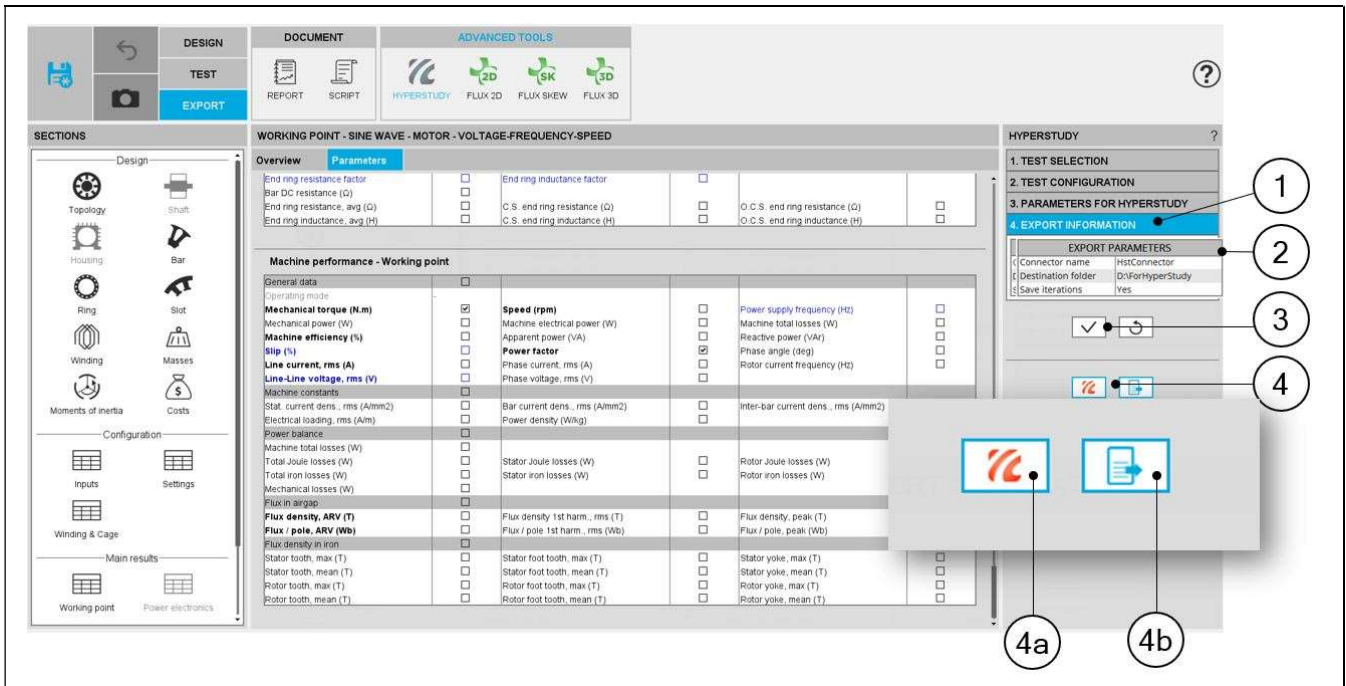 DESIGN
TEST
EXPORT
DOCUMENT
REPORT
SCRIPT
ADVANCED TOOLS
HYPERSTUDY
2D
FLUX 2D
SK
FLUX SKEW
3D
FLUX 3D
?
SECTIONS
Design
Topology
Shaft
Housing
Bar
Ring
Slot
Winding
Masses
Moments of inertia
$
Costs
Configuration
Inputs
Settings
Winding & Cage
Main results
Working point
Power electronics
WORKING POINT - SINE WAVE - MOTOR - VOLTAGE-FREQUENCY-SPEED
Overview Parameters
End ring resistance factor End ring inductance factor
Bar DC resistance (Ω)
End ring resistance, avg (Ω) C.S. end ring resistance (Ω) O.C.S. end ring resistance (Ω)
End ring inductance, avg (H) C.S. end ring inductance (H) O.C.S. end ring inductance (H)
Machine performance - Working point
General data
Operating mode -
Mechanical torque (N.m) Speed (rpm) Power supply frequency (Hz)
Mechanical power (W) Machine electrical power (W) Machine total losses (W)
Machine efficiency (%) Apparent power (VA) Reactive power (VAr)
Slip (%) Power factor Phase angle (deg)
Line current, rms (A) Phase current, rms (A) Rotor current frequency (Hz)
Line-Line voltage, rms (V) Phase voltage, rms (V)
Machine constants
Stat. current dens., rms (A/mm2) Bar current dens., rms (A/mm2) Inter-bar current dens., rms (A/mm2)
Electrical loading, rms (A/m) Power density (W/kg)
Power balance
Machine total losses (W)
Total Joule losses (W) Stator Joule losses (W) Rotor Joule losses (W)
Total iron losses (W) Stator iron losses (W) Rotor iron losses (W)
Mechanical losses (W)
Flux in airgap
Flux density, ARV (T) Flux density 1st harm., rms (T) Flux density, peak (T)
Flux / pole, ARV (Wb) Flux / pole 1st harm., rms (Wb) Flux / pole, peak (Wb)
Flux density in iron
Stator tooth, max (T) Stator foot tooth, max (T) Stator yoke, max (T)
Stator tooth, mean (T) Stator foot tooth, mean (T) Stator yoke, mean (T)
Rotor tooth, max (T) Rotor foot tooth, max (T) Rotor yoke, max (T)
Rotor tooth, mean (T) Rotor foot tooth, mean (T) Rotor yoke, mean (T)
HYPERSTUDY ?
1. TEST SELECTION
2. TEST CONFIGURATION
3. PARAMETERS FOR HYPERSTUDY
4. EXPORT INFORMATION
EXPORT PARAMETERS
Connector name HstConnector
Destination folder D:\ForHyperStudy
Save iterations Yes
1
2
3
4
4a
4b